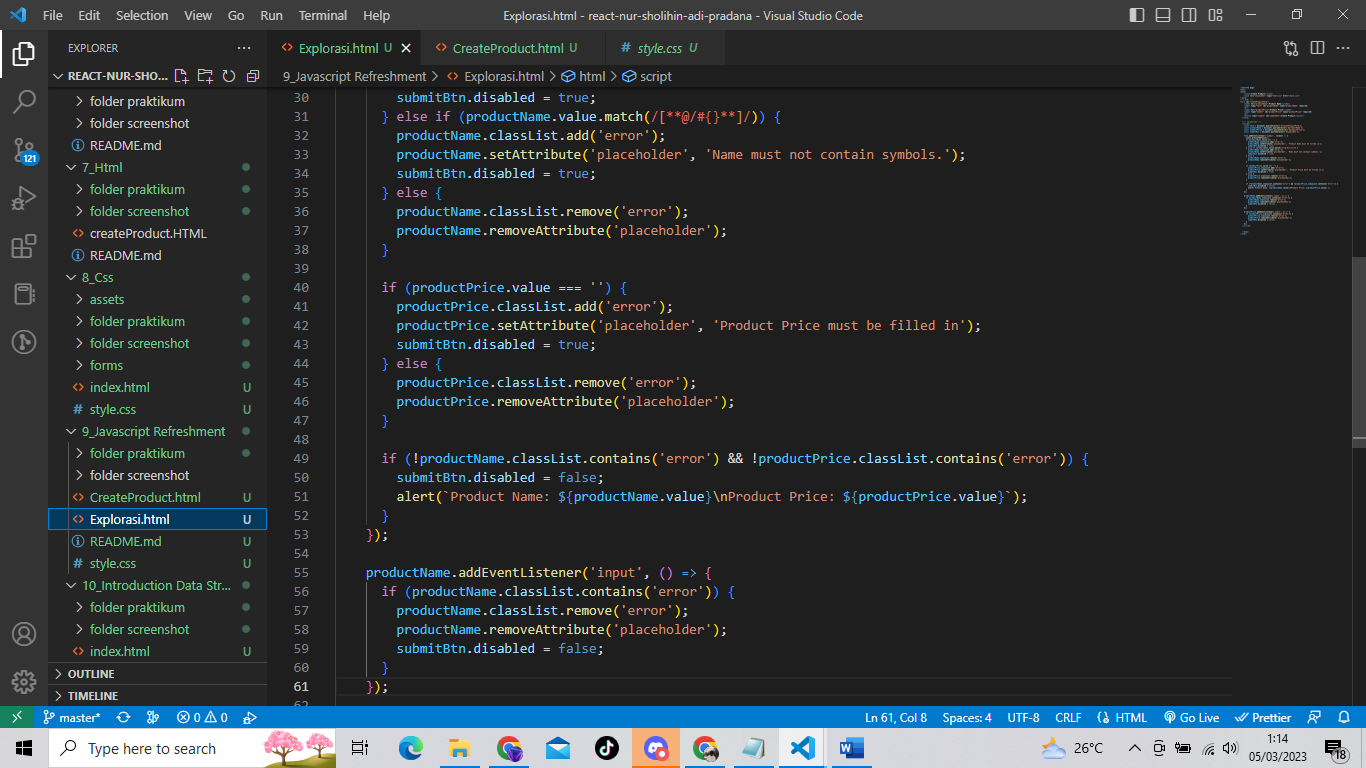 File Edit Selection View Go Run Terminal Help Explorasi.html - react-nur-sholihin-adi-pradana - Visual Studio Code
EXPLORER
Explorasi.html U
CreateProduct.html U
# style.css U
REACT-NUR-SHO...
9_Javascript Refreshment > Explorasi.html > html > script
folder praktikum
folder screenshot
README.md
7_Html
folder praktikum
folder screenshot
createProduct.HTML
README.md
8_Css
assets
folder praktikum
folder screenshot
forms
index.html U
# style.css U
9_Javascript Refreshment
folder praktikum
folder screenshot
CreateProduct.html U
Explorasi.html U
README.md U
# style.css U
10_Introduction Data Str...
folder praktikum
folder screenshot
index.html U
OUTLINE
TIMELINE
121
30 submitBtn.disabled = true;
31 } else if (productName.value.match(/[**@/#{}**]/)) {
32 productName.classList.add('error');
33 productName.setAttribute('placeholder', 'Name must not contain symbols.');
34 submitBtn.disabled = true;
35 } else {
36 productName.classList.remove('error');
37 productName.removeAttribute('placeholder');
38 }
39
40 if (productPrice.value === '') {
41 productPrice.classList.add('error');
42 productPrice.setAttribute('placeholder', 'Product Price must be filled in');
43 submitBtn.disabled = true;
44 } else {
45 productPrice.classList.remove('error');
46 productPrice.removeAttribute('placeholder');
47 }
48
49 if (!productName.classList.contains('error') && !productPrice.classList.contains('error')) {
50 submitBtn.disabled = false;
51 alert(`Product Name: ${productName.value}\nProduct Price: ${productPrice.value}`);
52 }
53 });
54
55 productName.addEventListener('input', () => {
56 if (productName.classList.contains('error')) {
57 productName.classList.remove('error');
58 productName.removeAttribute('placeholder');
59 submitBtn.disabled = false;
60 }
61 });
62
master* 0 0 Ln 61, Col 8 Spaces: 4 UTF-8 CRLF HTML Go Live Prettier
Type here to search
26°C
1:14
05/03/2023
18